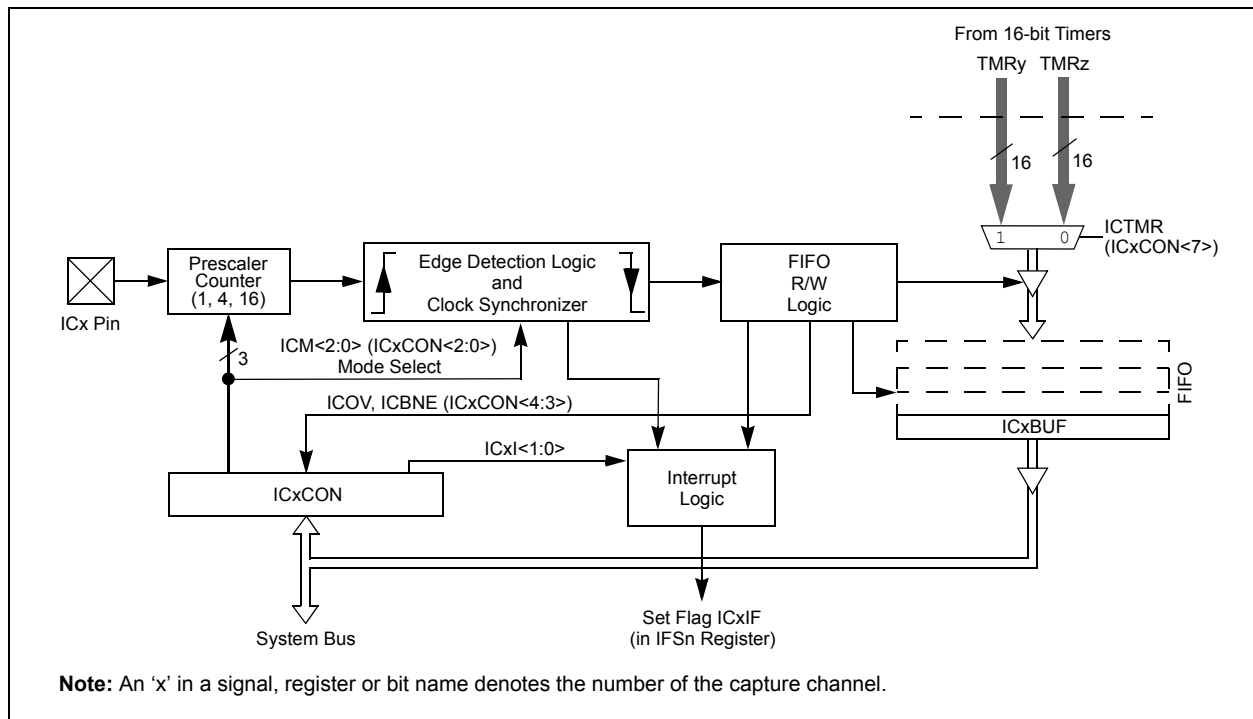 From 16-bit Timers
TMRy TMRz
16 16
1 0
ICTMR
(ICxCON<7>)
ICx Pin
Prescaler
Counter
(1, 4, 16)
Edge Detection Logic
and
Clock Synchronizer
FIFO
R/W
Logic
3
ICM<2:0> (ICxCON<2:0>)
Mode Select
FIFO
ICOV, ICBNE (ICxCON<4:3>)
ICxBUF
ICxI<1:0>
ICxCON
Interrupt
Logic
System Bus
Set Flag ICxIF
(in IFSn Register)
Note: An ‘x’ in a signal, register or bit name denotes the number of the capture channel.